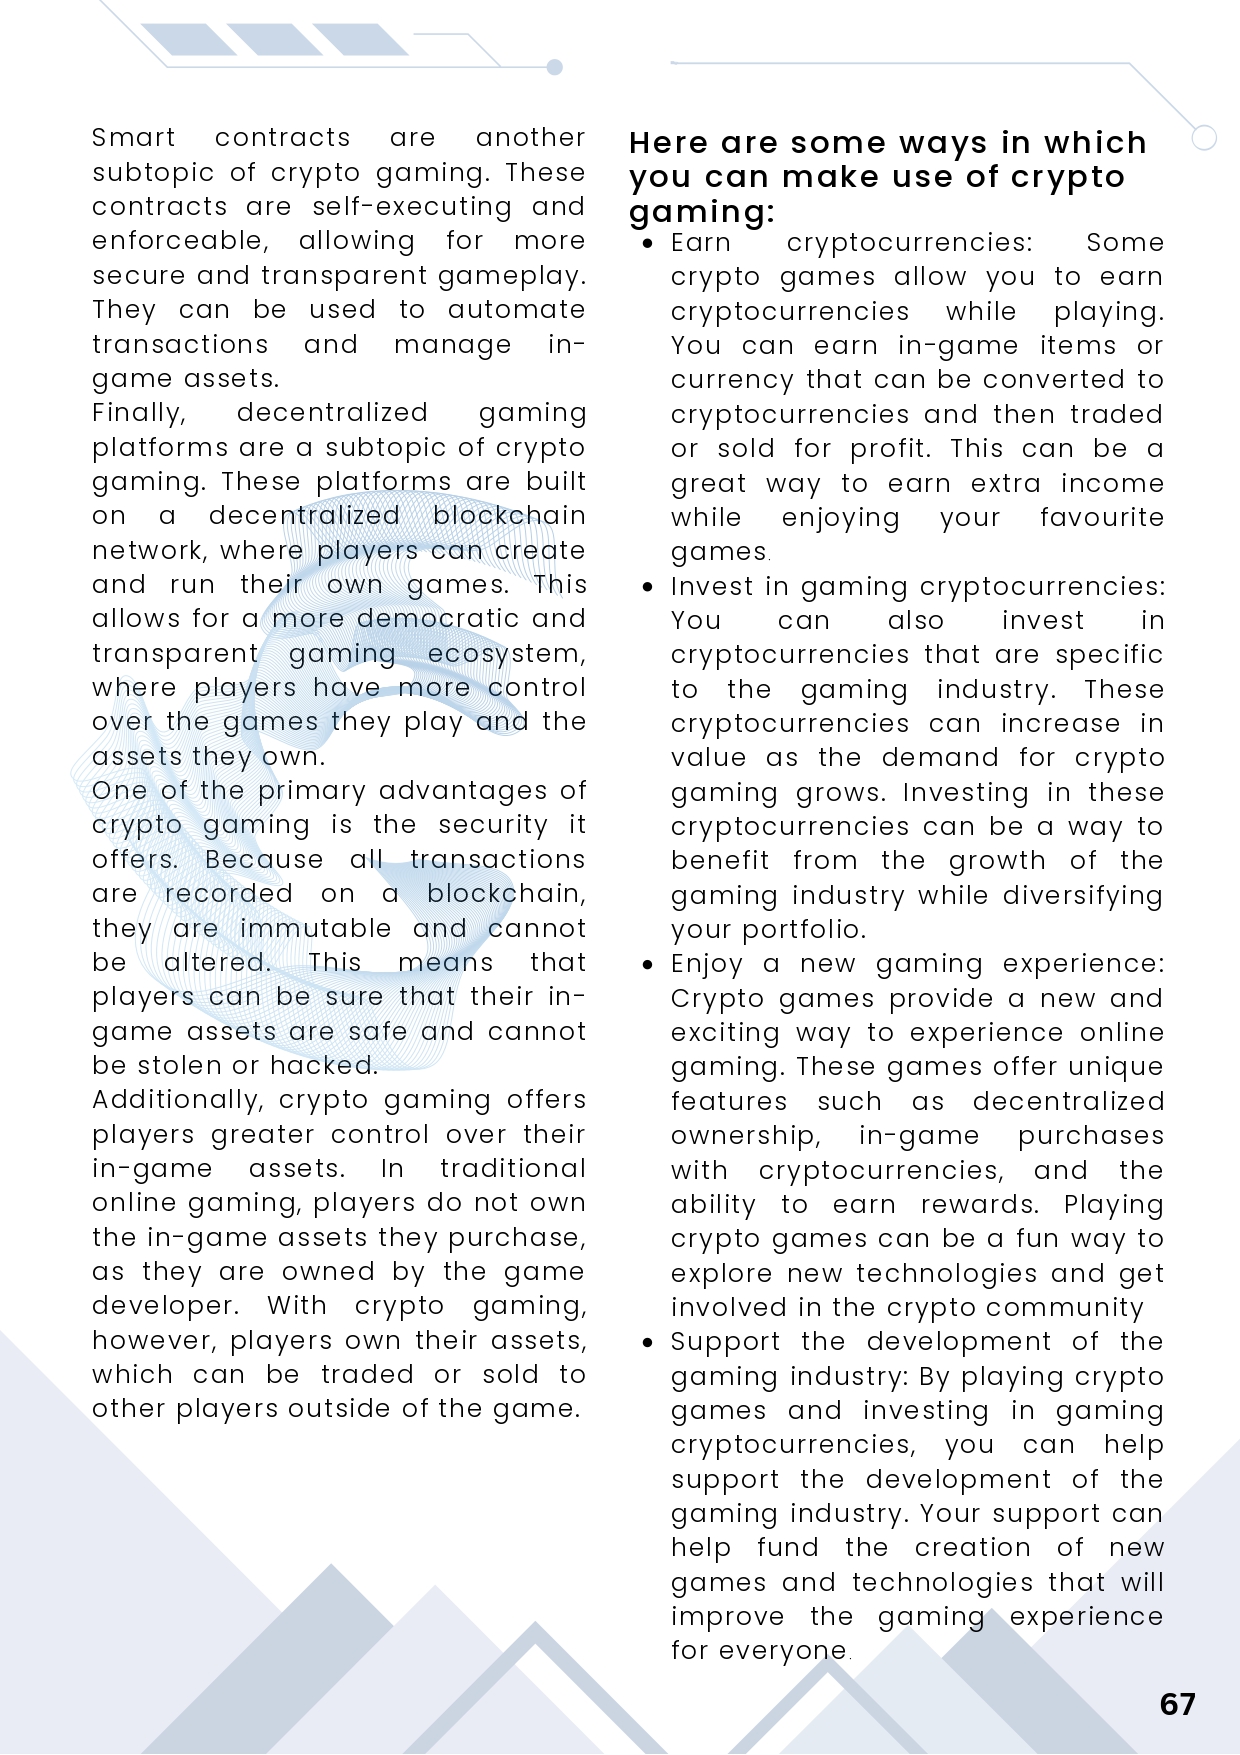 Smart contracts are another
subtopic of crypto gaming. These
contracts are self-executing and
enforceable, allowing for more
secure and transparent gameplay.
They can be used to automate
transactions and manage in-
game assets.
Finally, decentralized gaming
platforms are a subtopic of crypto
gaming. These platforms are built
on a decentralized blockchain
network, where players can create
and run their own games. This
allows for a more democratic and
transparent gaming ecosystem,
where players have more control
over the games they play and the
assets they own.
One of the primary advantages of
crypto gaming is the security it
offers. Because all transactions
are recorded on a blockchain,
they are immutable and cannot
be altered. This means that
players can be sure that their in-
game assets are safe and cannot
be stolen or hacked.
Additionally, crypto gaming offers
players greater control over their
in-game assets. In traditional
online gaming, players do not own
the in-game assets they purchase,
as they are owned by the game
developer. With crypto gaming,
however, players own their assets,
which can be traded or sold to
other players outside of the game.
Here are some ways in which
you can make use of crypto
gaming:
• Earn cryptocurrencies: Some
crypto games allow you to earn
cryptocurrencies while playing.
You can earn in-game items or
currency that can be converted to
cryptocurrencies and then traded
or sold for profit. This can be a
great way to earn extra income
while enjoying your favourite
games.
• Invest in gaming cryptocurrencies:
You can also invest in
cryptocurrencies that are specific
to the gaming industry. These
cryptocurrencies can increase in
value as the demand for crypto
gaming grows. Investing in these
cryptocurrencies can be a way to
benefit from the growth of the
gaming industry while diversifying
your portfolio.
• Enjoy a new gaming experience:
Crypto games provide a new and
exciting way to experience online
gaming. These games offer unique
features such as decentralized
ownership, in-game purchases
with cryptocurrencies, and the
ability to earn rewards. Playing
crypto games can be a fun way to
explore new technologies and get
involved in the crypto community
• Support the development of the
gaming industry: By playing crypto
games and investing in gaming
cryptocurrencies, you can help
support the development of the
gaming industry. Your support can
help fund the creation of new
games and technologies that will
improve the gaming experience
for everyone.
67